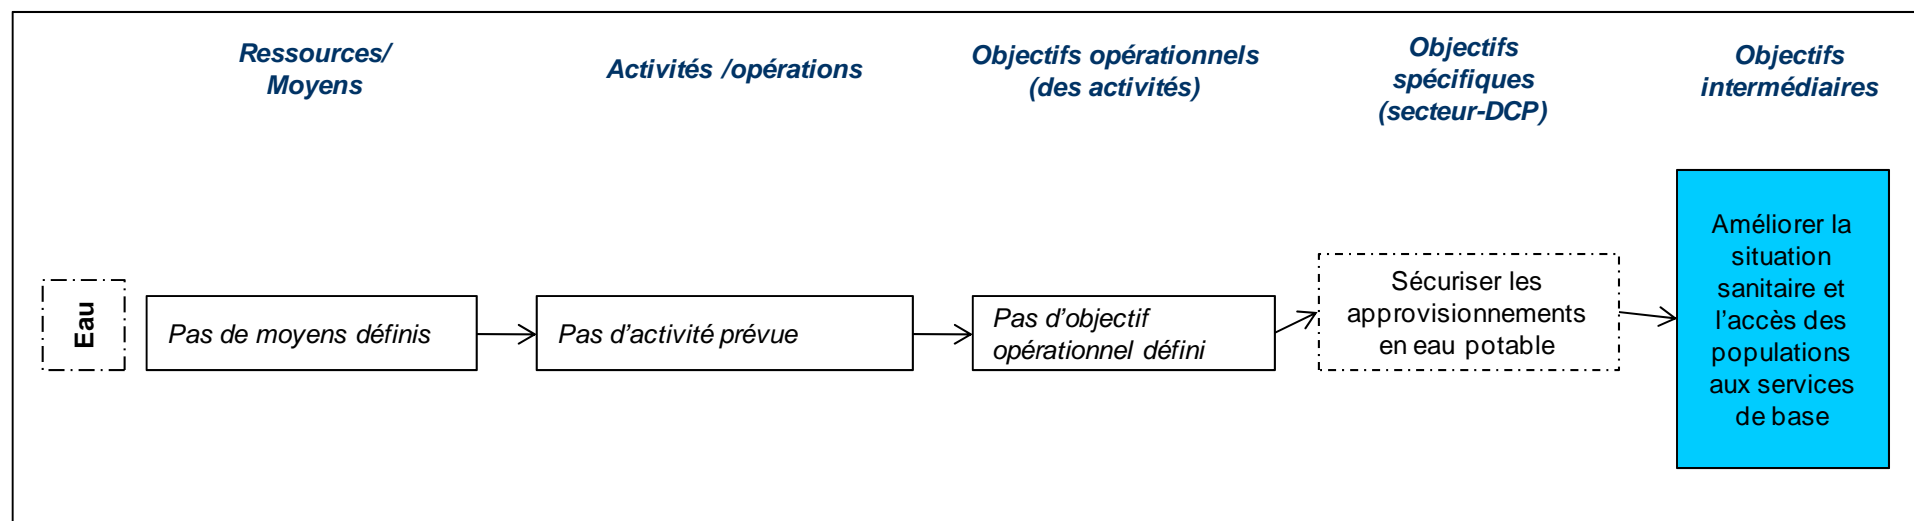 Ressources/
Moyens
Activités /opérations
Objectifs opérationnels
(des activités)
Objectifs
spécifiques
(secteur-DCP)
Objectifs
intermédiaires
Eau
Pas de moyens définis
Pas d'activité prévue
Pas d'objectif
opérationnel défini
Sécuriser les
approvisionnements
en eau potable
Améliorer la
situation
sanitaire et
l'accès des
populations
aux services
de base